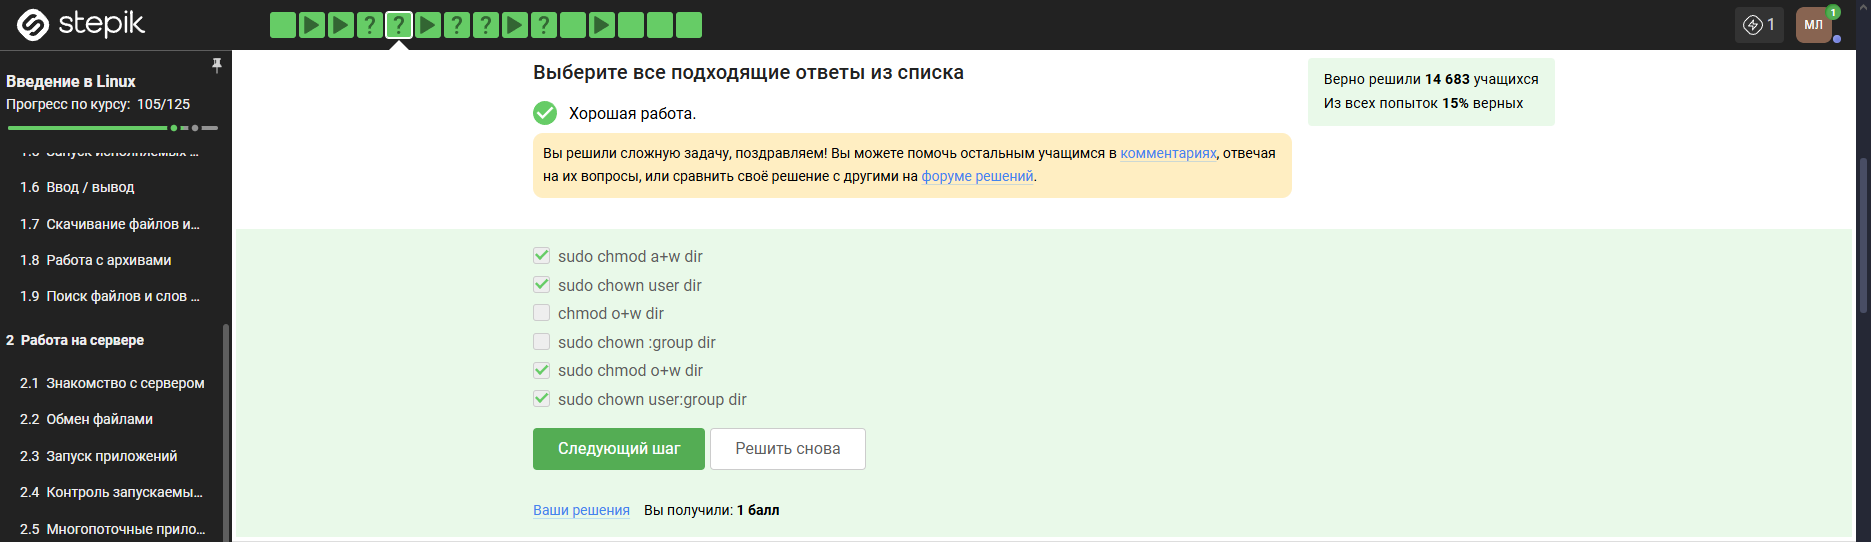 stepik
? ? ? ? ?
1
МЛ
1
Введение в Linux
Прогресс по курсу: 105/125
1.6 Ввод / вывод
1.7 Скачивание файлов и...
1.8 Работа с архивами
1.9 Поиск файлов и слов ...
2 Работа на сервере
2.1 Знакомство с сервером
2.2 Обмен файлами
2.3 Запуск приложений
2.4 Контроль запускаемы...
2.5 Многопоточные прило...
Выберите все подходящие ответы из списка
Хорошая работа.
Вы решили сложную задачу, поздравляем! Вы можете помочь остальным учащимся в комментариях, отвечая
на их вопросы, или сравнить своё решение с другими на форуме решений.
Верно решили 14 683 учащихся
Из всех попыток 15% верных
sudo chmod a+w dir
sudo chown user dir
chmod o+w dir
sudo chown :group dir
sudo chmod o+w dir
sudo chown user:group dir
Следующий шаг
Решить снова
Ваши решения Вы получили: 1 балл